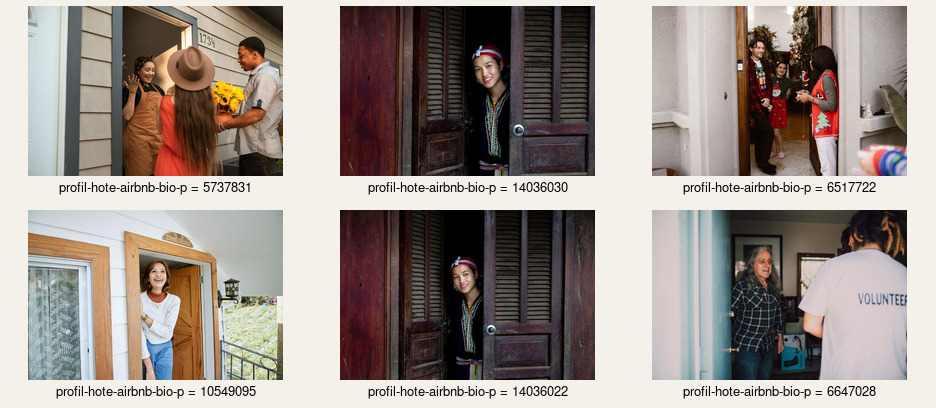 173
profil-hote-airbnb-bio-p = 5737831
profil-hote-airbnb-bio-p = 14036030
profil-hote-airbnb-bio-p = 6517722
VOLUNTEER
profil-hote-airbnb-bio-p = 10549095
profil-hote-airbnb-bio-p = 14036022
profil-hote-airbnb-bio-p = 6647028